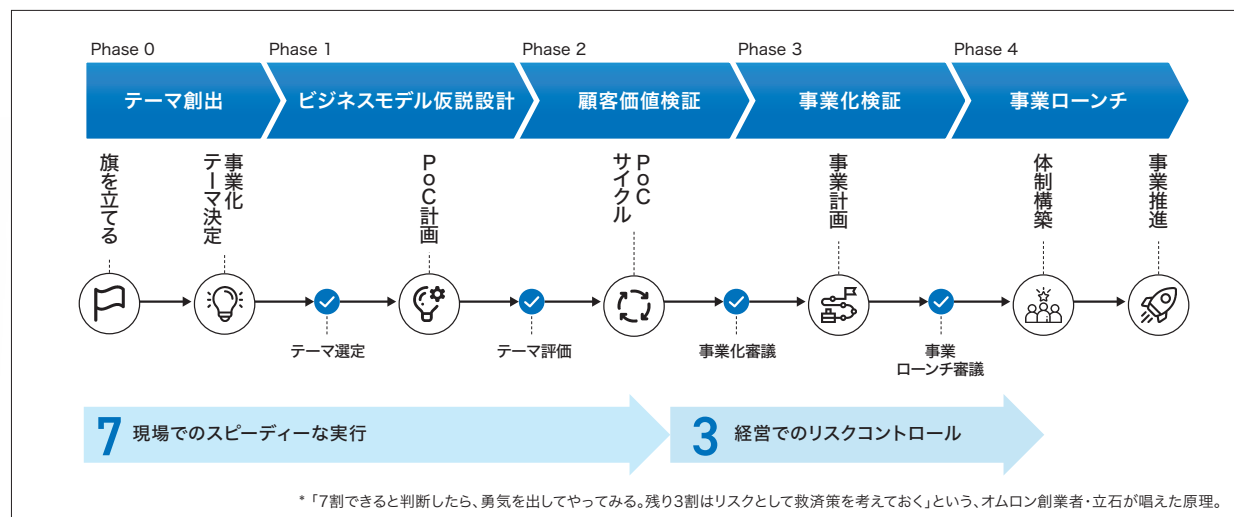 Phase 0
Phase 1
Phase 2
Phase 3
Phase 4
テーマ創出
ビジネスモデル仮説設計
顧客価値検証
事業化検証
事業ローンチ
旗を立てる
事業化
テーマ決定
PoC計画
PoC
サイクル
事業計画
体制構築
事業推進
テーマ選定
テーマ評価
事業化審議
事業
ローンチ審議
7 現場でのスピーディーな実行
3 経営でのリスクコントロール
*「7割できると判断したら、勇気を出してやってみる。残り3割はリスクとして救済策を考えておく」という、オムロン創業者・立石が唱えた原理。